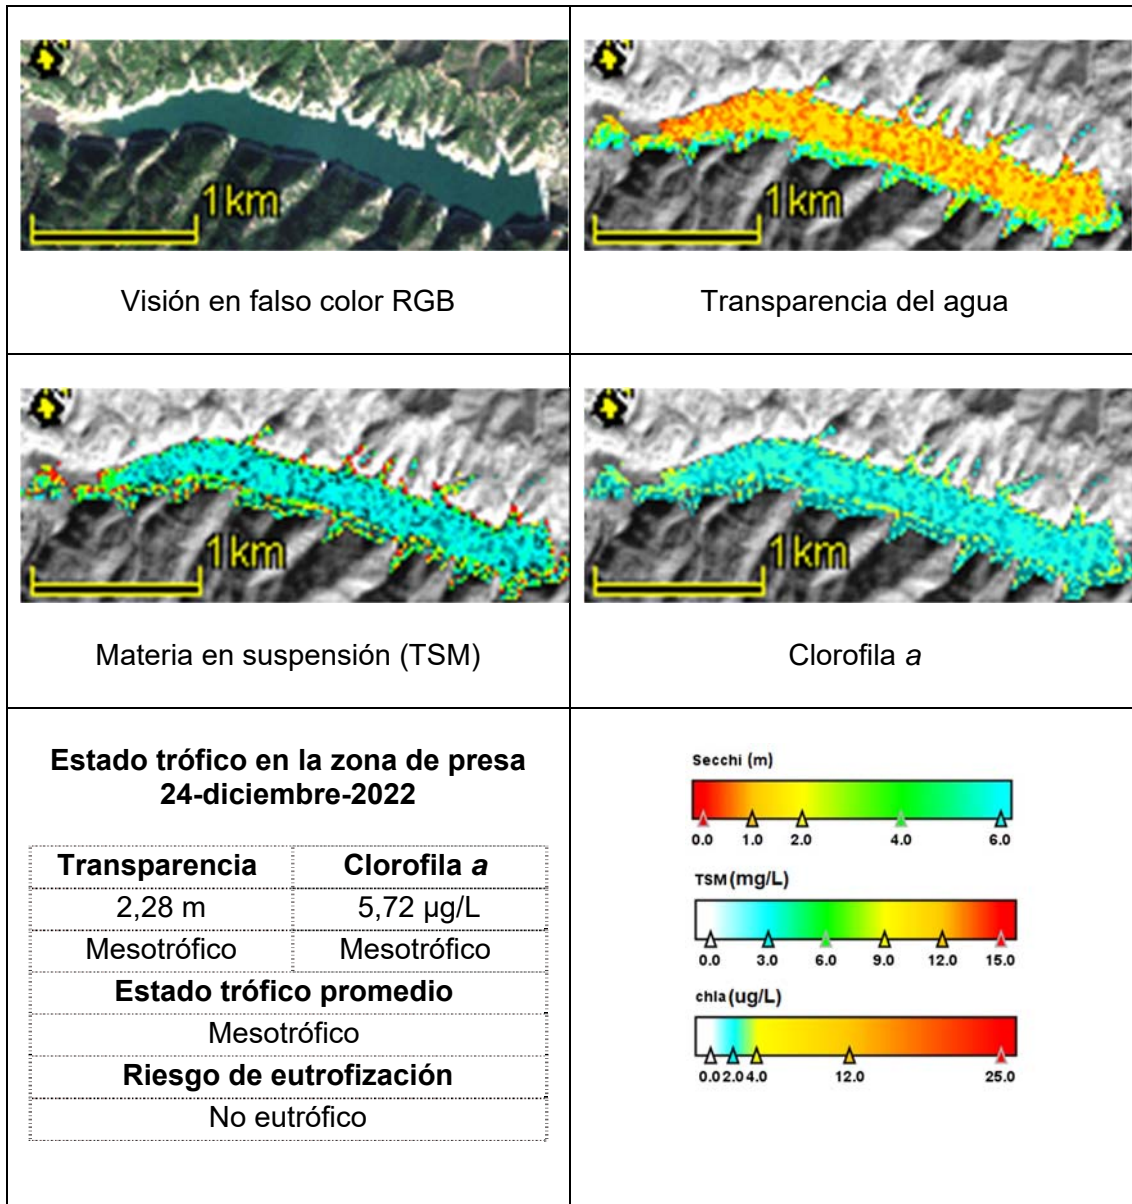 1km
1km
Visión en falso color RGB
Transparencia del agua
1km
1km
Materia en suspensión (TSM)
Clorofila a
Estado trófico en la zona de presa
24-diciembre-2022
Transparencia Clorofila a
2,28 m 5,72 µg/L
Mesotrófico Mesotrófico
Estado trófico promedio
Mesotrófico
Riesgo de eutrofización
No eutrófico
Secchi (m)
0.0 1.0 2.0 4.0 6.0
TSM (mg/L)
0.0 3.0 6.0 9.0 12.0 15.0
chla (ug/L)
0.0 2.0 4.0 12.0 25.0